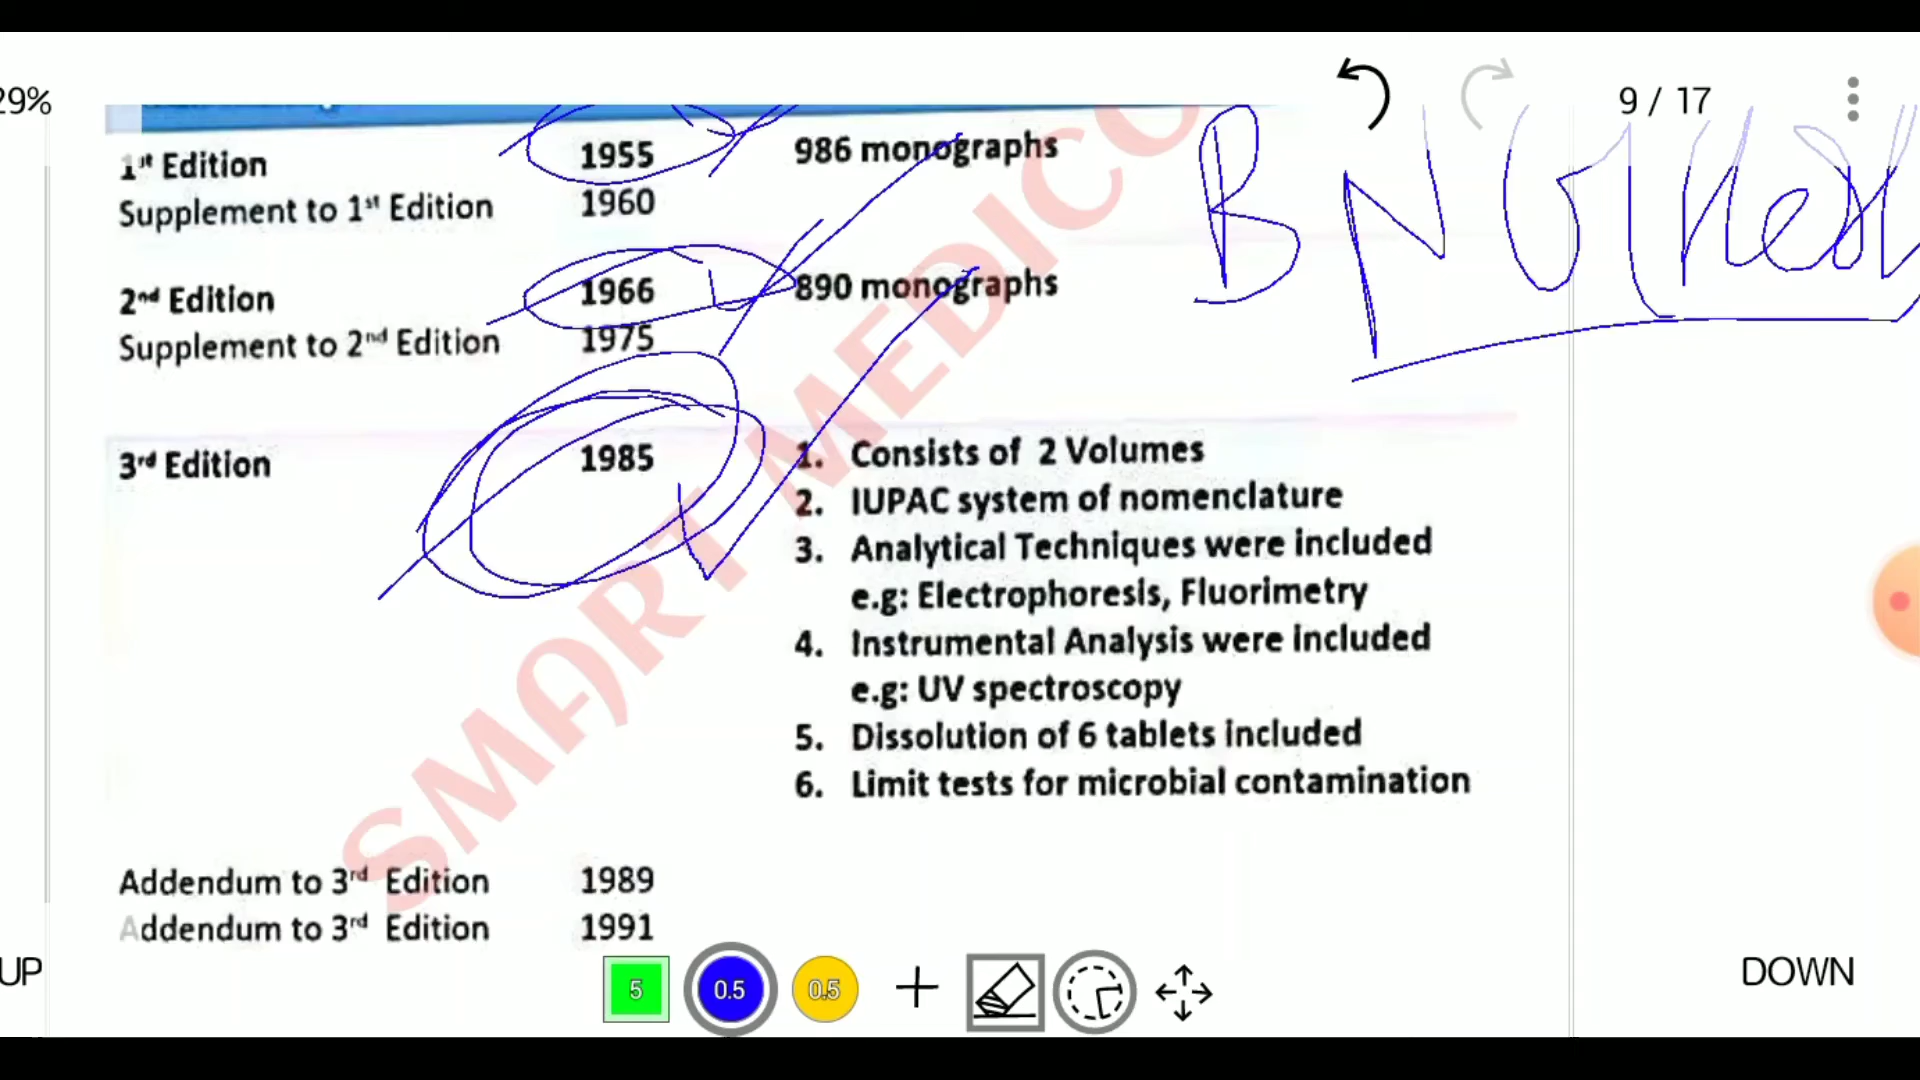 29%
9 / 17
1st Edition 1955 986 monographs
Supplement to 1st Edition 1960
2nd Edition 1966 890 monographs
Supplement to 2nd Edition 1975
3rd Edition 1985 1. Consists of 2 Volumes
2. IUPAC system of nomenclature
3. Analytical Techniques were included
e.g: Electrophoresis, Fluorimetry
4. Instrumental Analysis were included
e.g: UV spectroscopy
5. Dissolution of 6 tablets included
6. Limit tests for microbial contamination
Addendum to 3rd Edition 1989
Addendum to 3rd Edition 1991
SMART MEDICO
UP
DOWN
5 0.5 0.5
B N